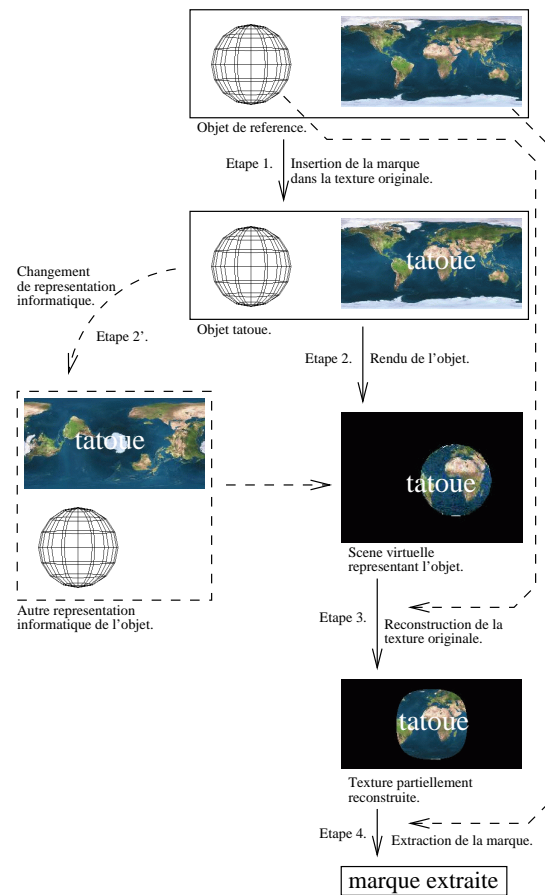 Objet de reference.
Etape 1.
Insertion de la marque
dans la texture originale.
tatoue
Changement
de representation
informatique.
Objet tatoue.
Etape 2'.
Etape 2.
Rendu de l'objet.
tatoue
tatoue
Scene virtuelle
representant l'objet.
Autre representation
informatique de l'objet.
Etape 3.
Reconstruction de la
texture originale.
tatoue
Texture partiellement
reconstruite.
Etape 4.
Extraction de la marque.
marque extraite